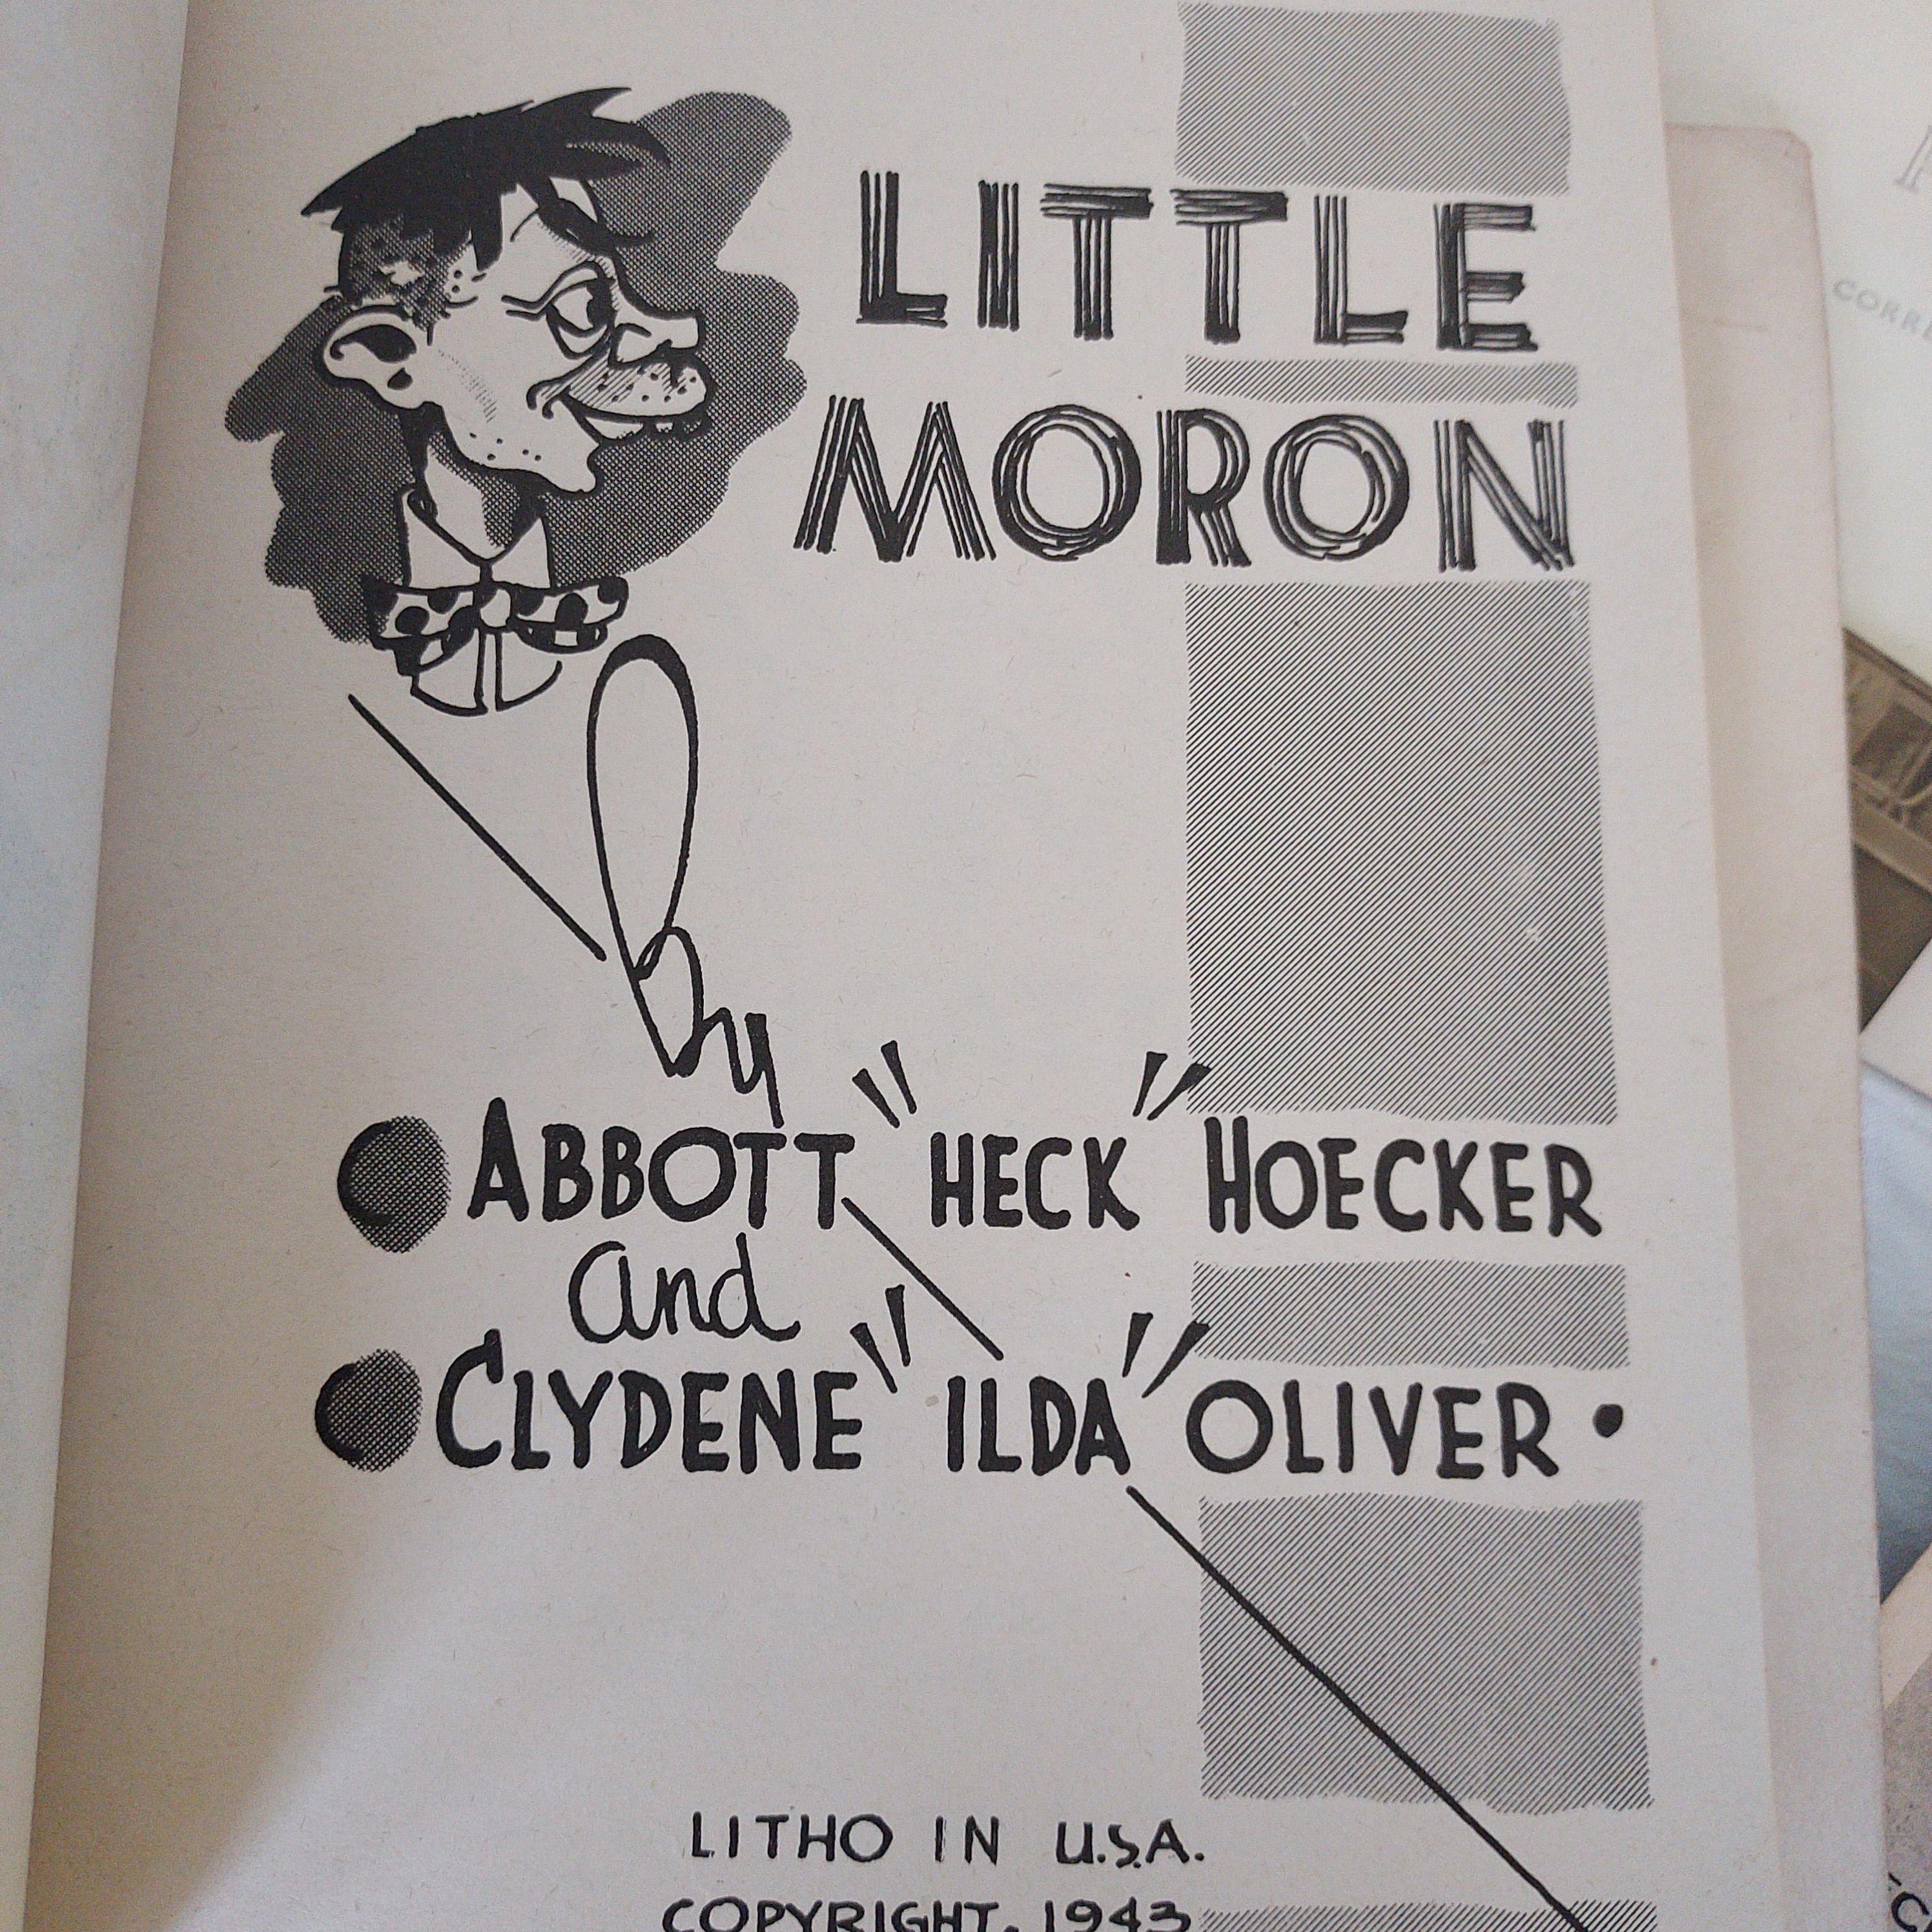 LITTLE
MORON
By
ABBOTT "HECK" HOECKER
and
CLYDENE "ILDA" OLIVER •
LITHO IN U.S.A.
COPYRIGHT. 1943